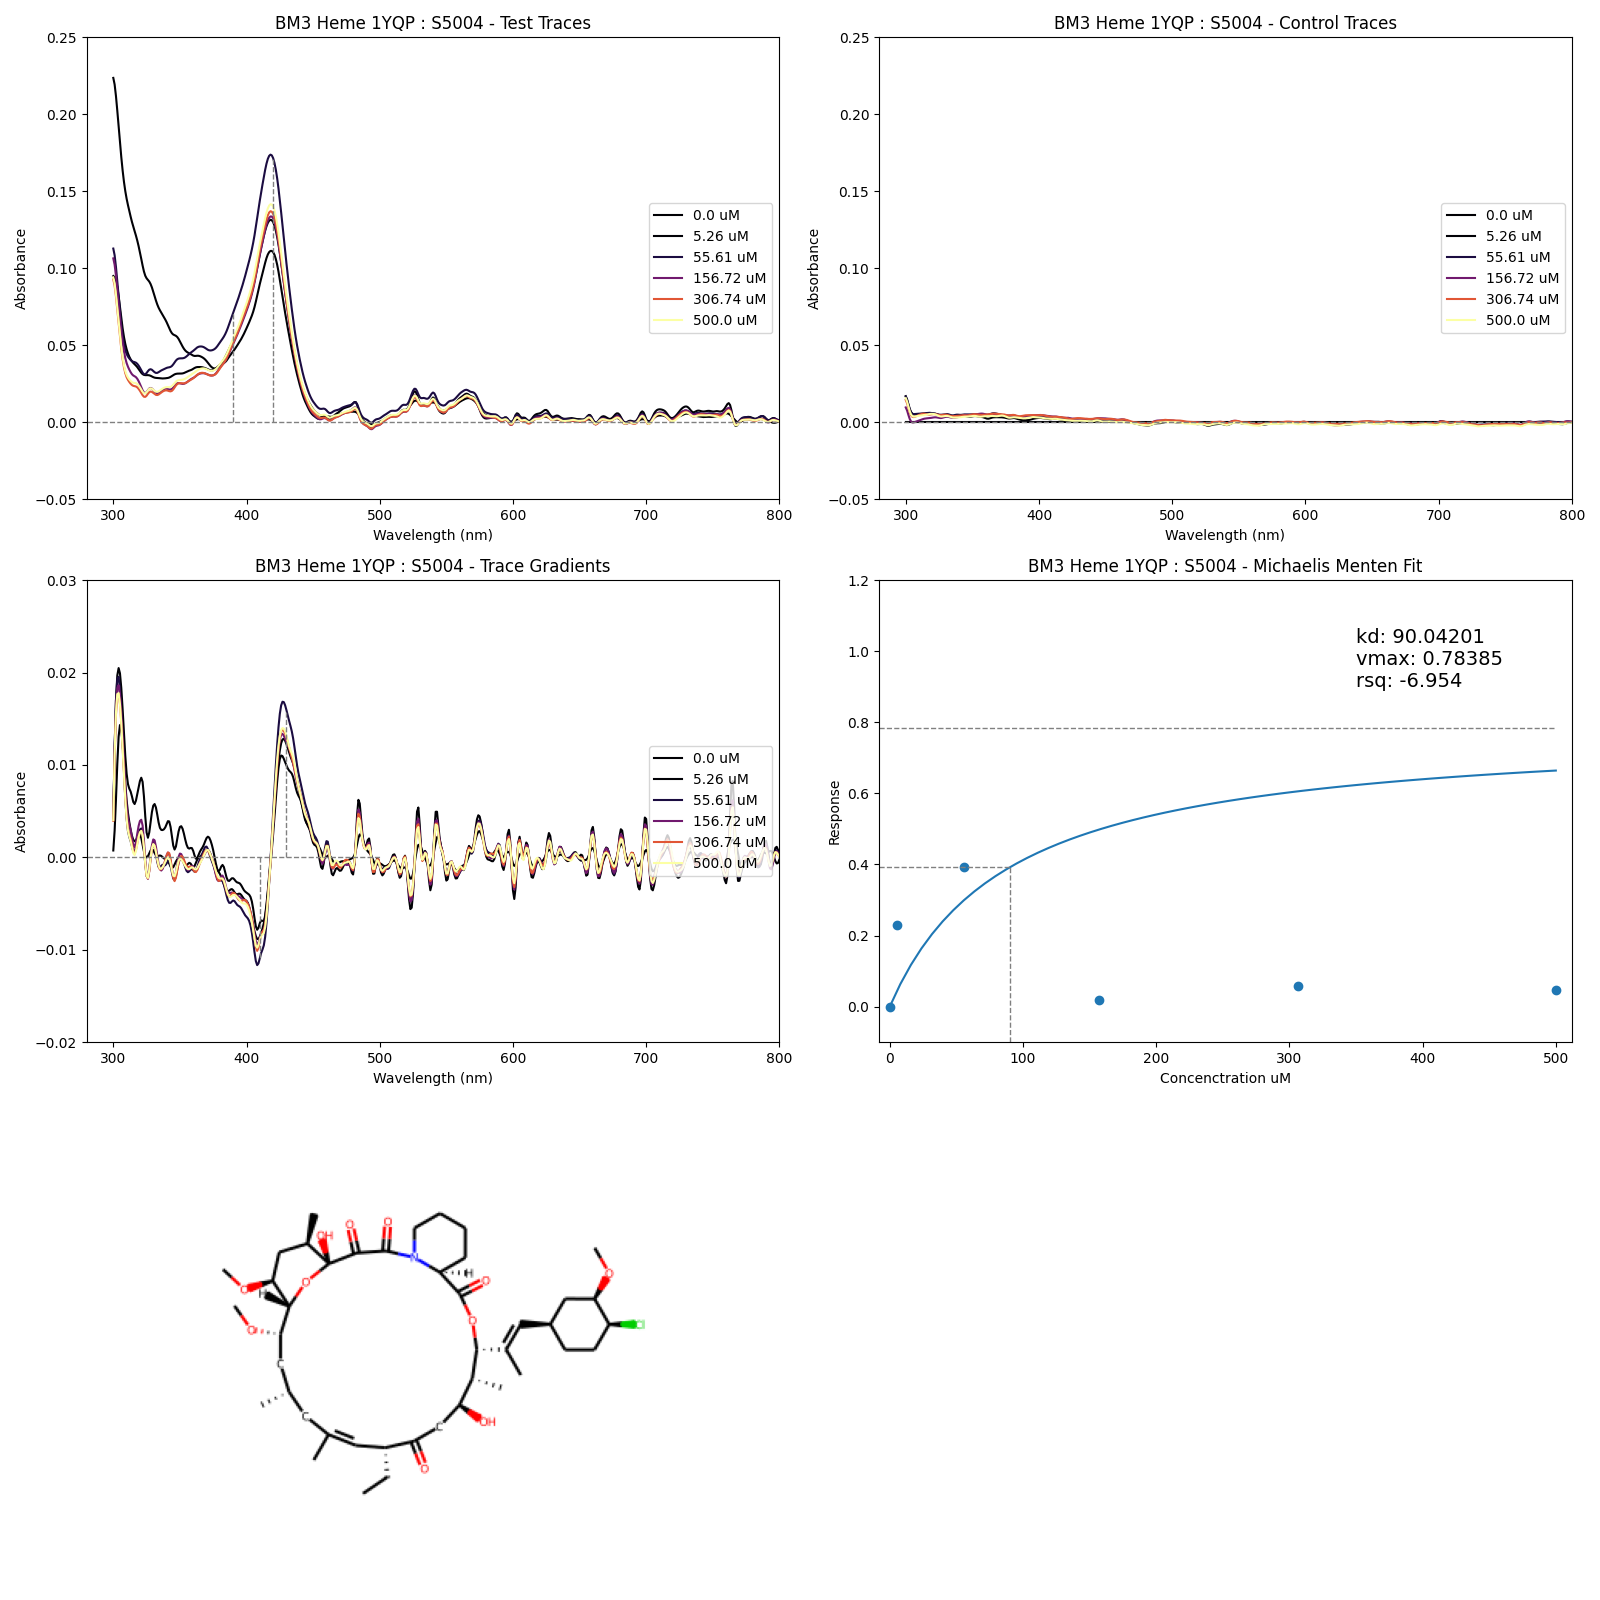 BM3 Heme 1YQP : S5004 - Test Traces
0.25
0.20
0.15
0.10
0.05
0.00
−0.05
Absorbance
300
400
500
600
700
800
Wavelength (nm)
0.0 uM
5.26 uM
55.61 uM
156.72 uM
306.74 uM
500.0 uM
BM3 Heme 1YQP : S5004 - Control Traces
0.25
0.20
0.15
0.10
0.05
0.00
−0.05
Absorbance
300
400
500
600
700
800
Wavelength (nm)
0.0 uM
5.26 uM
55.61 uM
156.72 uM
306.74 uM
500.0 uM
BM3 Heme 1YQP : S5004 - Trace Gradients
0.03
0.02
0.01
0.00
−0.01
−0.02
Absorbance
300
400
500
600
700
800
Wavelength (nm)
0.0 uM
5.26 uM
55.61 uM
156.72 uM
306.74 uM
500.0 uM
BM3 Heme 1YQP : S5004 - Michaelis Menten Fit
1.2
1.0
0.8
0.6
0.4
0.2
0.0
Response
kd: 90.04201
vmax: 0.78385
rsq: -6.954
0
100
200
300
400
500
Concenctration uM
O
O
OH
N
H
O
O
O
O
H
O
O
O
Cl
C
C
C
OH
O